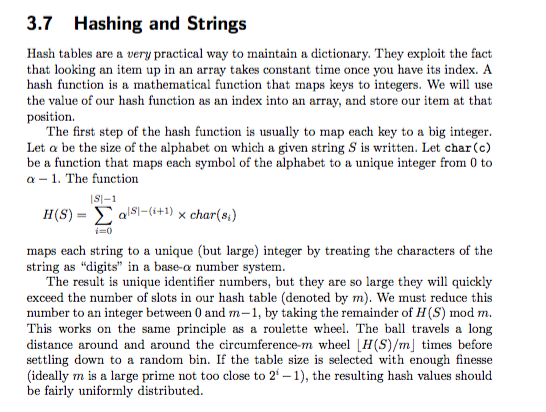 3.7 Hashing and Strings
Hash tables are a very practical way to maintain a dictionary. They exploit the fact
that looking an item up in an array takes constant time once you have its index. A
hash function is a mathematical function that maps keys to integers. We will use
the value of our hash function as an index into an array, and store our item at that
position.
The first step of the hash function is usually to map each key to a big integer.
Let α be the size of the alphabet on which a given string S is written. Let char(c)
be a function that maps each symbol of the alphabet to a unique integer from 0 to
α − 1. The function
H(S) = ∑_{i=0}^{|S|−1} α^{|S|−(i+1)} × char(s_i)
maps each string to a unique (but large) integer by treating the characters of the
string as “digits” in a base-α number system.
The result is unique identifier numbers, but they are so large they will quickly
exceed the number of slots in our hash table (denoted by m). We must reduce this
number to an integer between 0 and m−1, by taking the remainder of H(S) mod m.
This works on the same principle as a roulette wheel. The ball travels a long
distance around and around the circumference-m wheel ⌊H(S)/m⌋ times before
settling down to a random bin. If the table size is selected with enough finesse
(ideally m is a large prime not too close to 2^i − 1), the resulting hash values should
be fairly uniformly distributed.